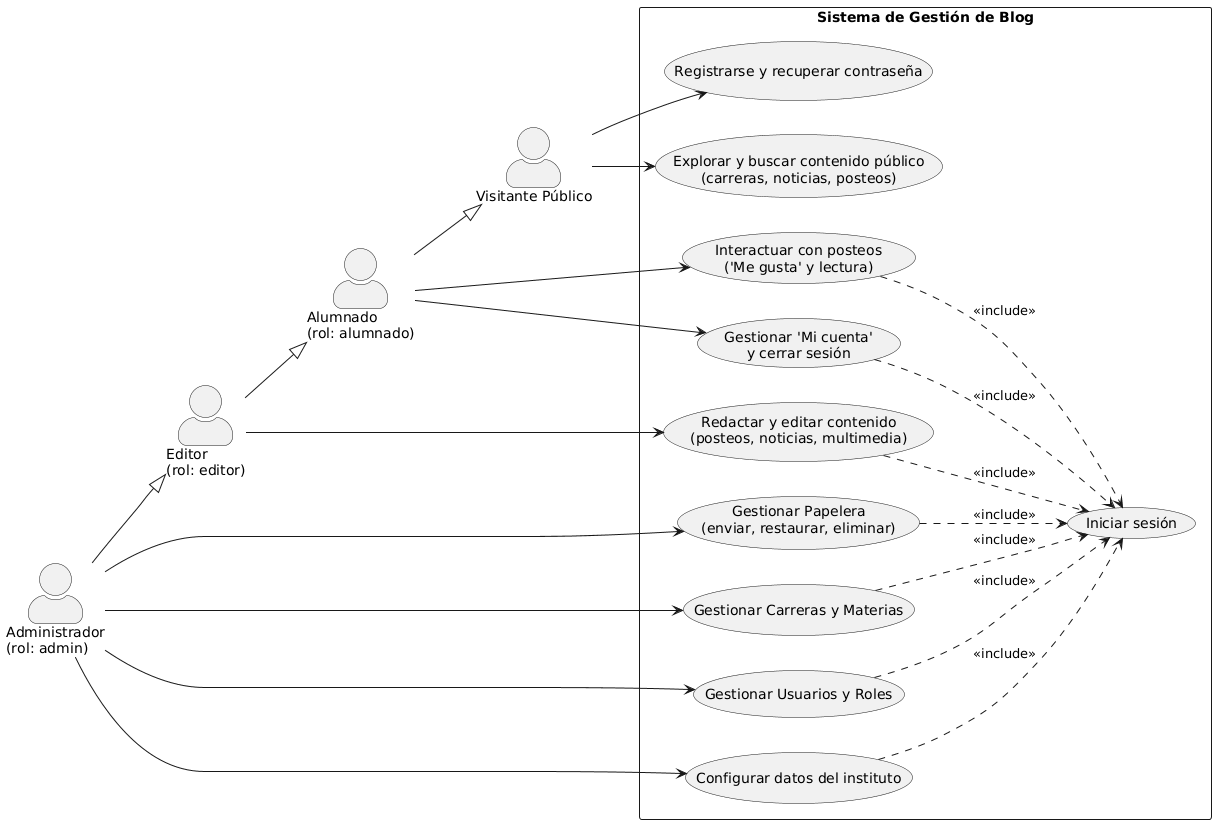 Sistema de Gestión de Blog
Registrarse y recuperar contraseña
Explorar y buscar contenido público
(carreras, noticias, posteos)
Visitante Público
Interactuar con posteos
('Me gusta' y lectura)
«include»
Alumnado
(rol: alumnado)
Gestionar 'Mi cuenta'
y cerrar sesión
«include»
Redactar y editar contenido
(posteos, noticias, multimedia)
Editor
(rol: editor)
«include»
Gestionar Papelera
(enviar, restaurar, eliminar)
«include»
Iniciar sesión
«include»
«include»
Gestionar Carreras y Materias
Administrador
(rol: admin)
«include»
Gestionar Usuarios y Roles
Configurar datos del instituto